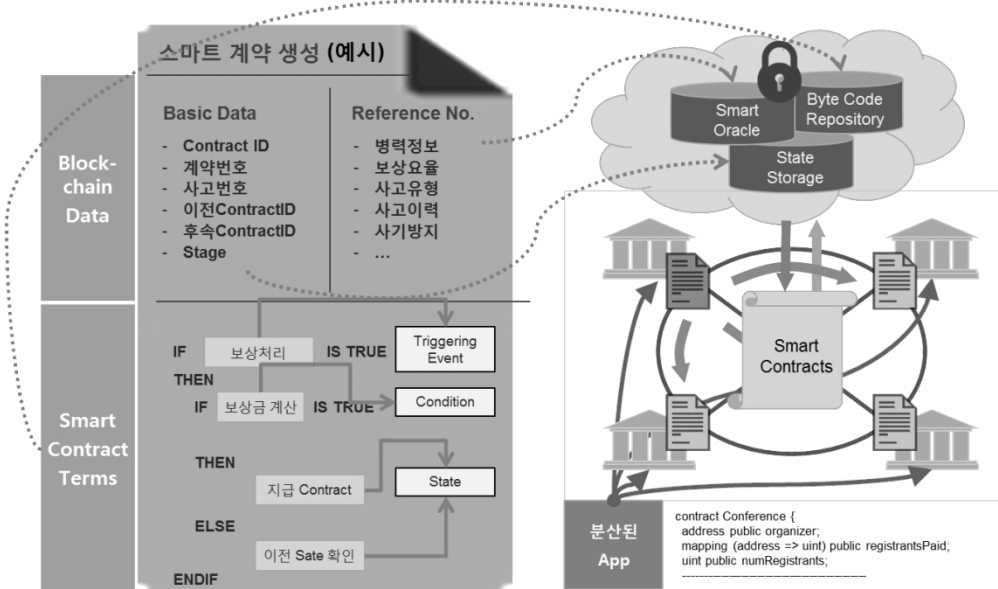 스마트 계약 생성 (예시)
Block-
chain
Data
Basic Data
- Contract ID
- 계약번호
- 사고번호
- 이전ContractID
- 후속ContractID
- Stage
Reference No.
- 병력정보
- 보상요율
- 사고유형
- 사고이력
- 사기방지
- ...
Smart
Contract
Terms
IF 보상처리 IS TRUE
Triggering
Event
THEN
IF 보상금 계산 IS TRUE
Condition
THEN
지급 Contract
State
ELSE
이전 Sate 확인
ENDIF
Smart
Oracle
Byte Code
Repository
State
Storage
Smart
Contracts
분산된
App
contract Conference {
address public organizer;
mapping (address => uint) public registrantsPaid;
uint public numRegistrants;